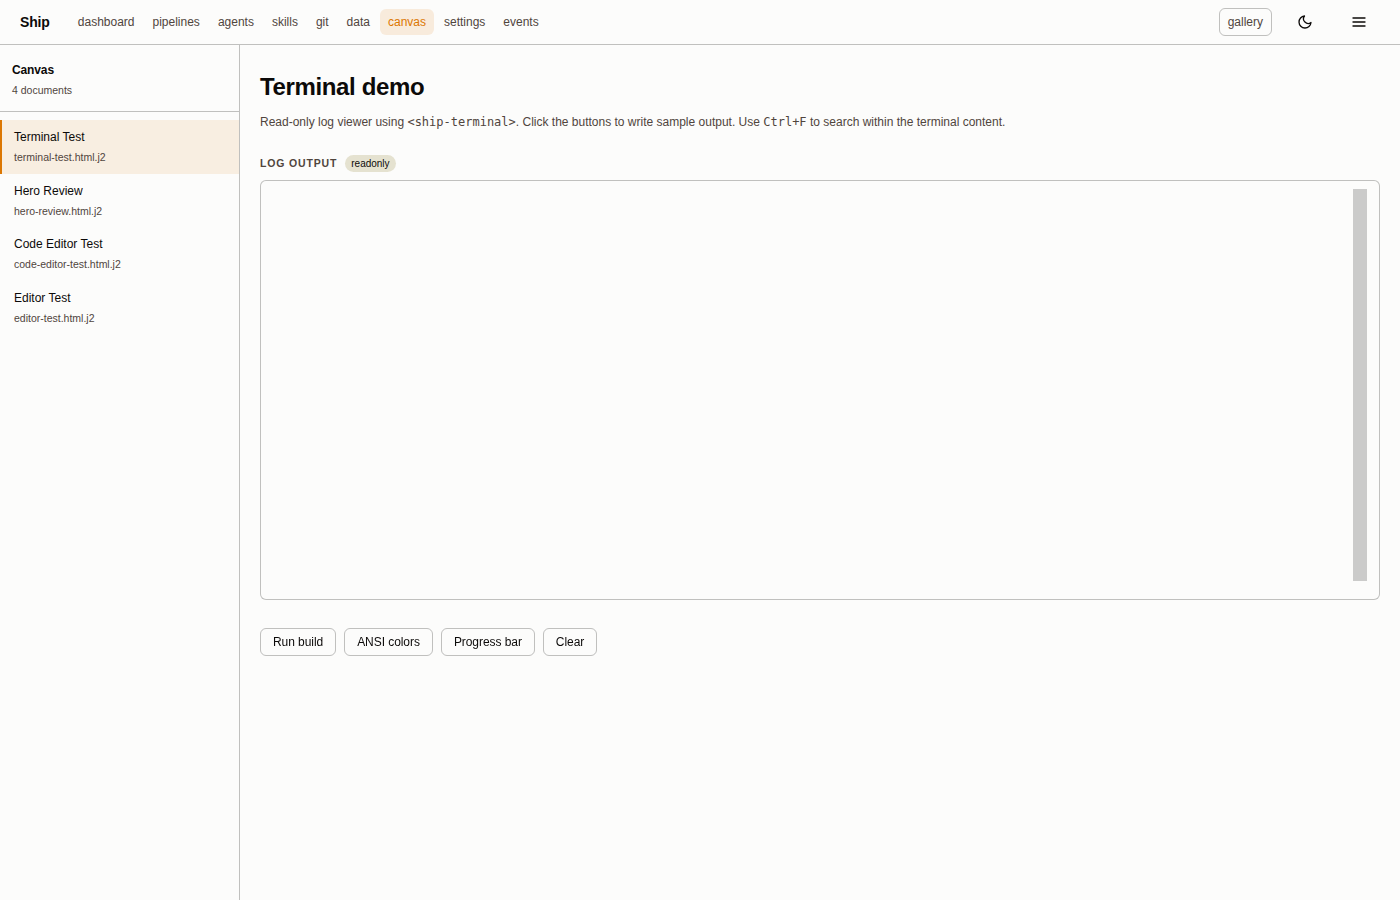 Ship dashboard pipelines agents skills git data canvas settings events gallery
Canvas
4 documents
Terminal Test
terminal-test.html.j2
Hero Review
hero-review.html.j2
Code Editor Test
code-editor-test.html.j2
Editor Test
editor-test.html.j2
Terminal demo
Read-only log viewer using <ship-terminal>. Click the buttons to write sample output. Use Ctrl+F to search within the terminal content.
LOG OUTPUT readonly
Run build ANSI colors Progress bar Clear